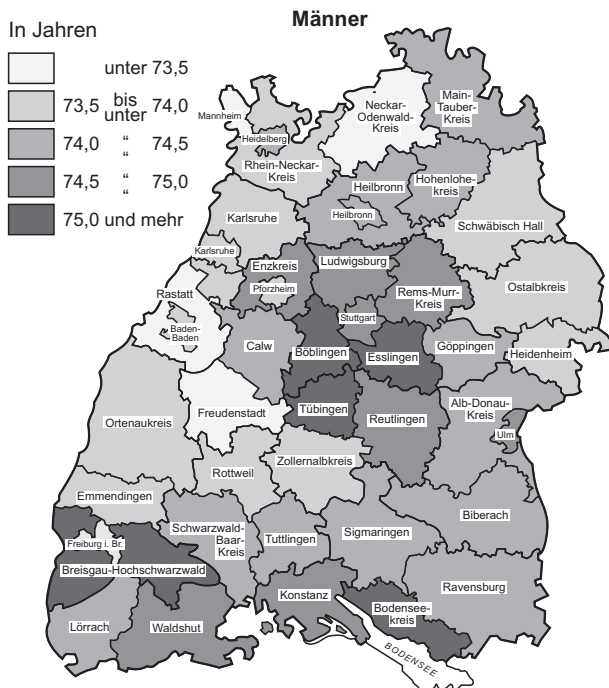 Männer
In Jahren
unter 73,5
73,5 bis unter 74,0
74,0 “ “ 74,5
74,5 “ “ 75,0
75,0 und mehr
Main-
Tauber-
Kreis
Neckar-
Odenwald-
Kreis
Mannheim
Heidelberg
Rhein-Neckar-
Kreis
Heilbronn
Hohenlohe-
kreis
Heilbronn
Schwäbisch Hall
Karlsruhe
Karlsruhe
Enzkreis
Ludwigsburg
Pforzheim
Rems-Murr-
Kreis
Ostalbkreis
Rastatt
Baden-
Baden
Stuttgart
Calw
Böblingen
Esslingen
Göppingen
Heidenheim
Freudenstadt
Tübingen
Reutlingen
Alb-Donau-
Kreis
Ulm
Ortenaukreis
Rottweil
Zollernalbkreis
Emmendingen
Biberach
Schwarzwald-
Baar-
Kreis
Tuttlingen
Sigmaringen
Freiburg i. Br.
Breisgau-Hochschwarzwald
Konstanz
Bodensee-
kreis
Ravensburg
Lörrach
Waldshut
BODENSEE